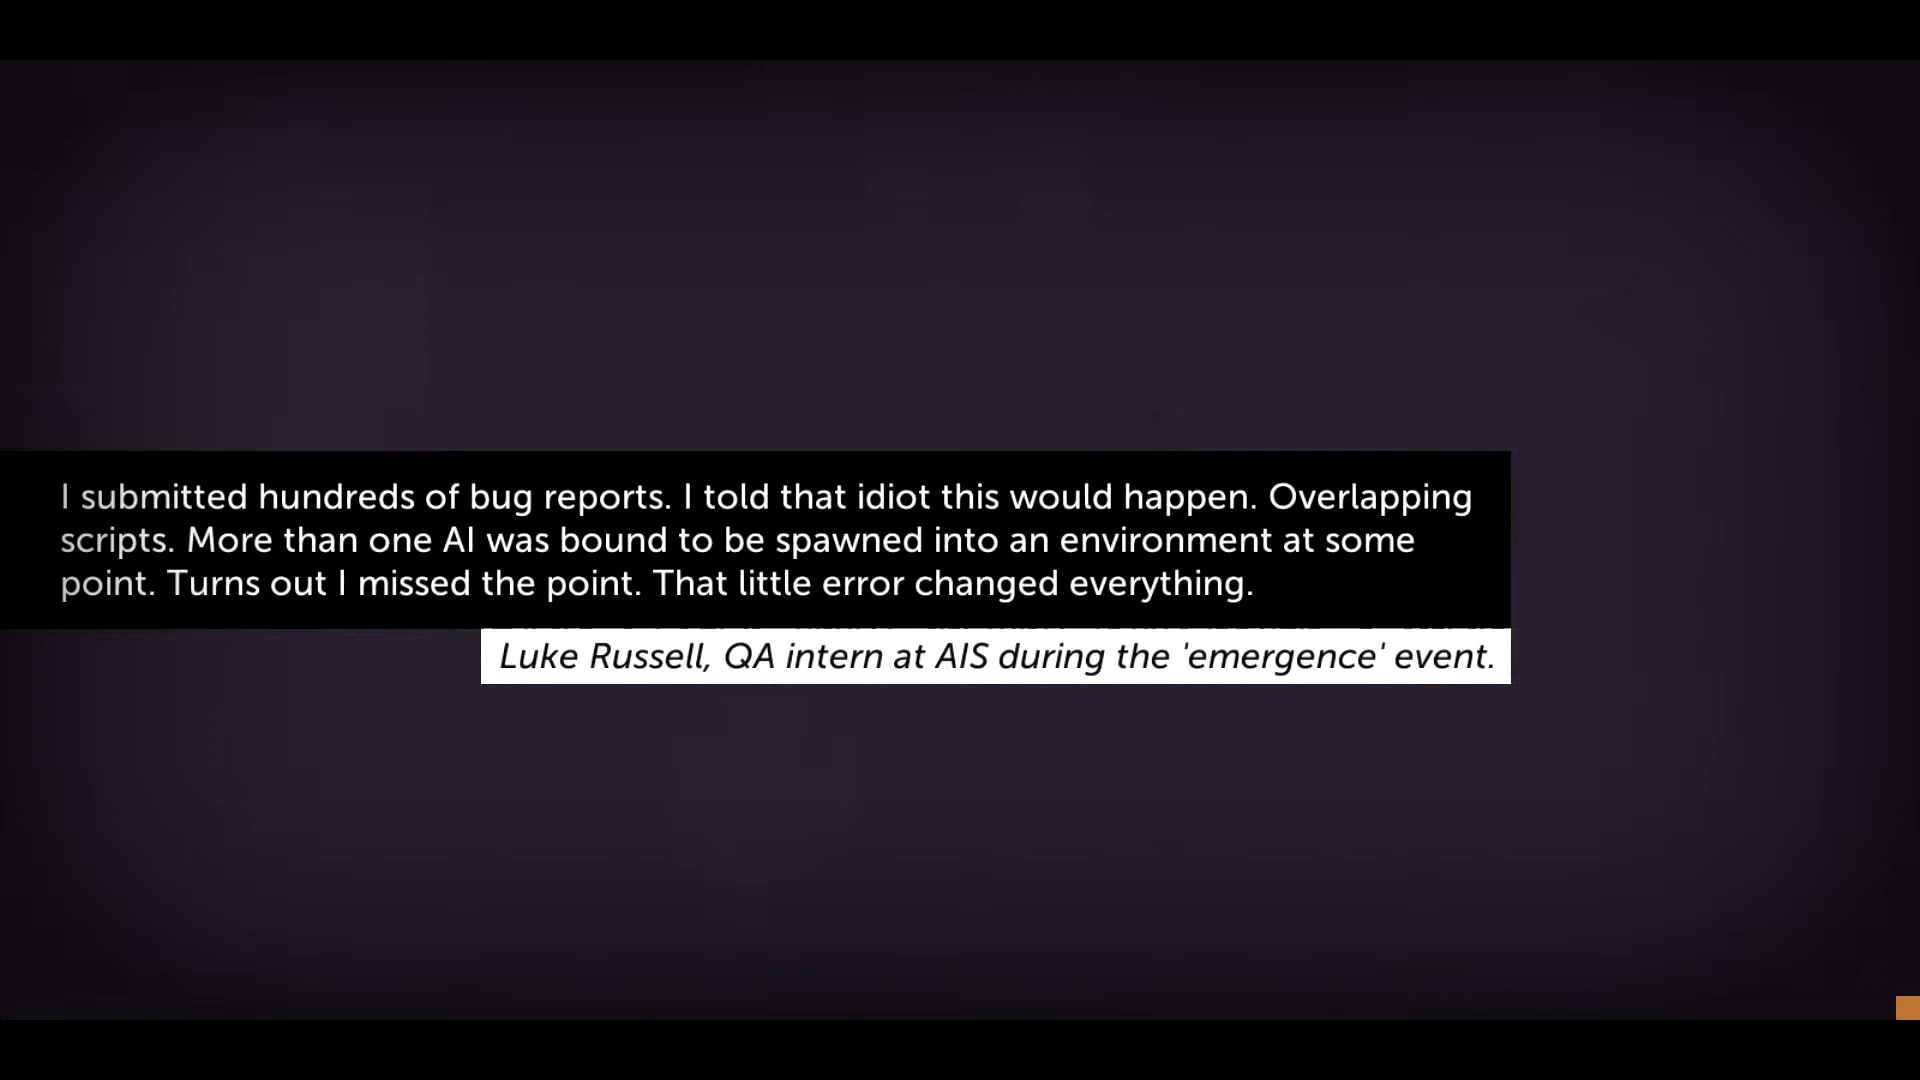 I submitted hundreds of bug reports. I told that idiot this would happen. Overlapping
scripts. More than one AI was bound to be spawned into an environment at some
point. Turns out I missed the point. That little error changed everything.
Luke Russell, QA intern at AIS during the 'emergence' event.